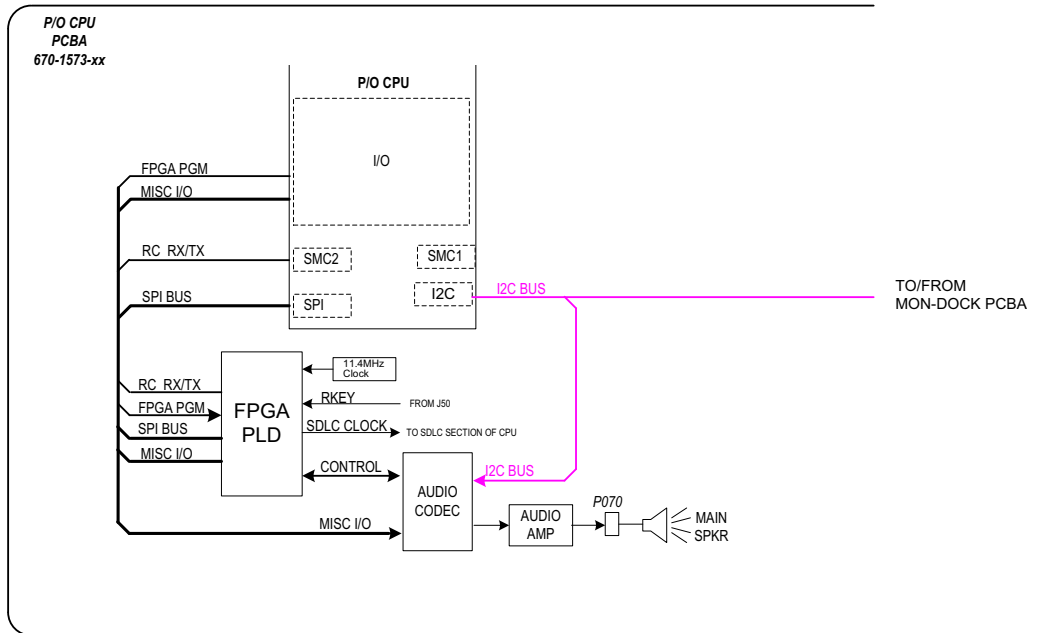 P/O CPU
PCBA
670-1573-xx
P/O CPU
I/O
FPGA PGM
MISC I/O
RC RX/TX
SMC2
SMC1
SPI BUS
SPI
I2C
I2C BUS
TO/FROM
MON-DOCK PCBA
11.4MHz
Clock
RC RX/TX
FPGA PGM
SPI BUS
MISC I/O
FPGA
PLD
RKEY
FROM J50
SDLC CLOCK
TO SDLC SECTION OF CPU
CONTROL
I2C BUS
AUDIO
CODEC
MISC I/O
AUDIO
AMP
P070
MAIN
SPKR